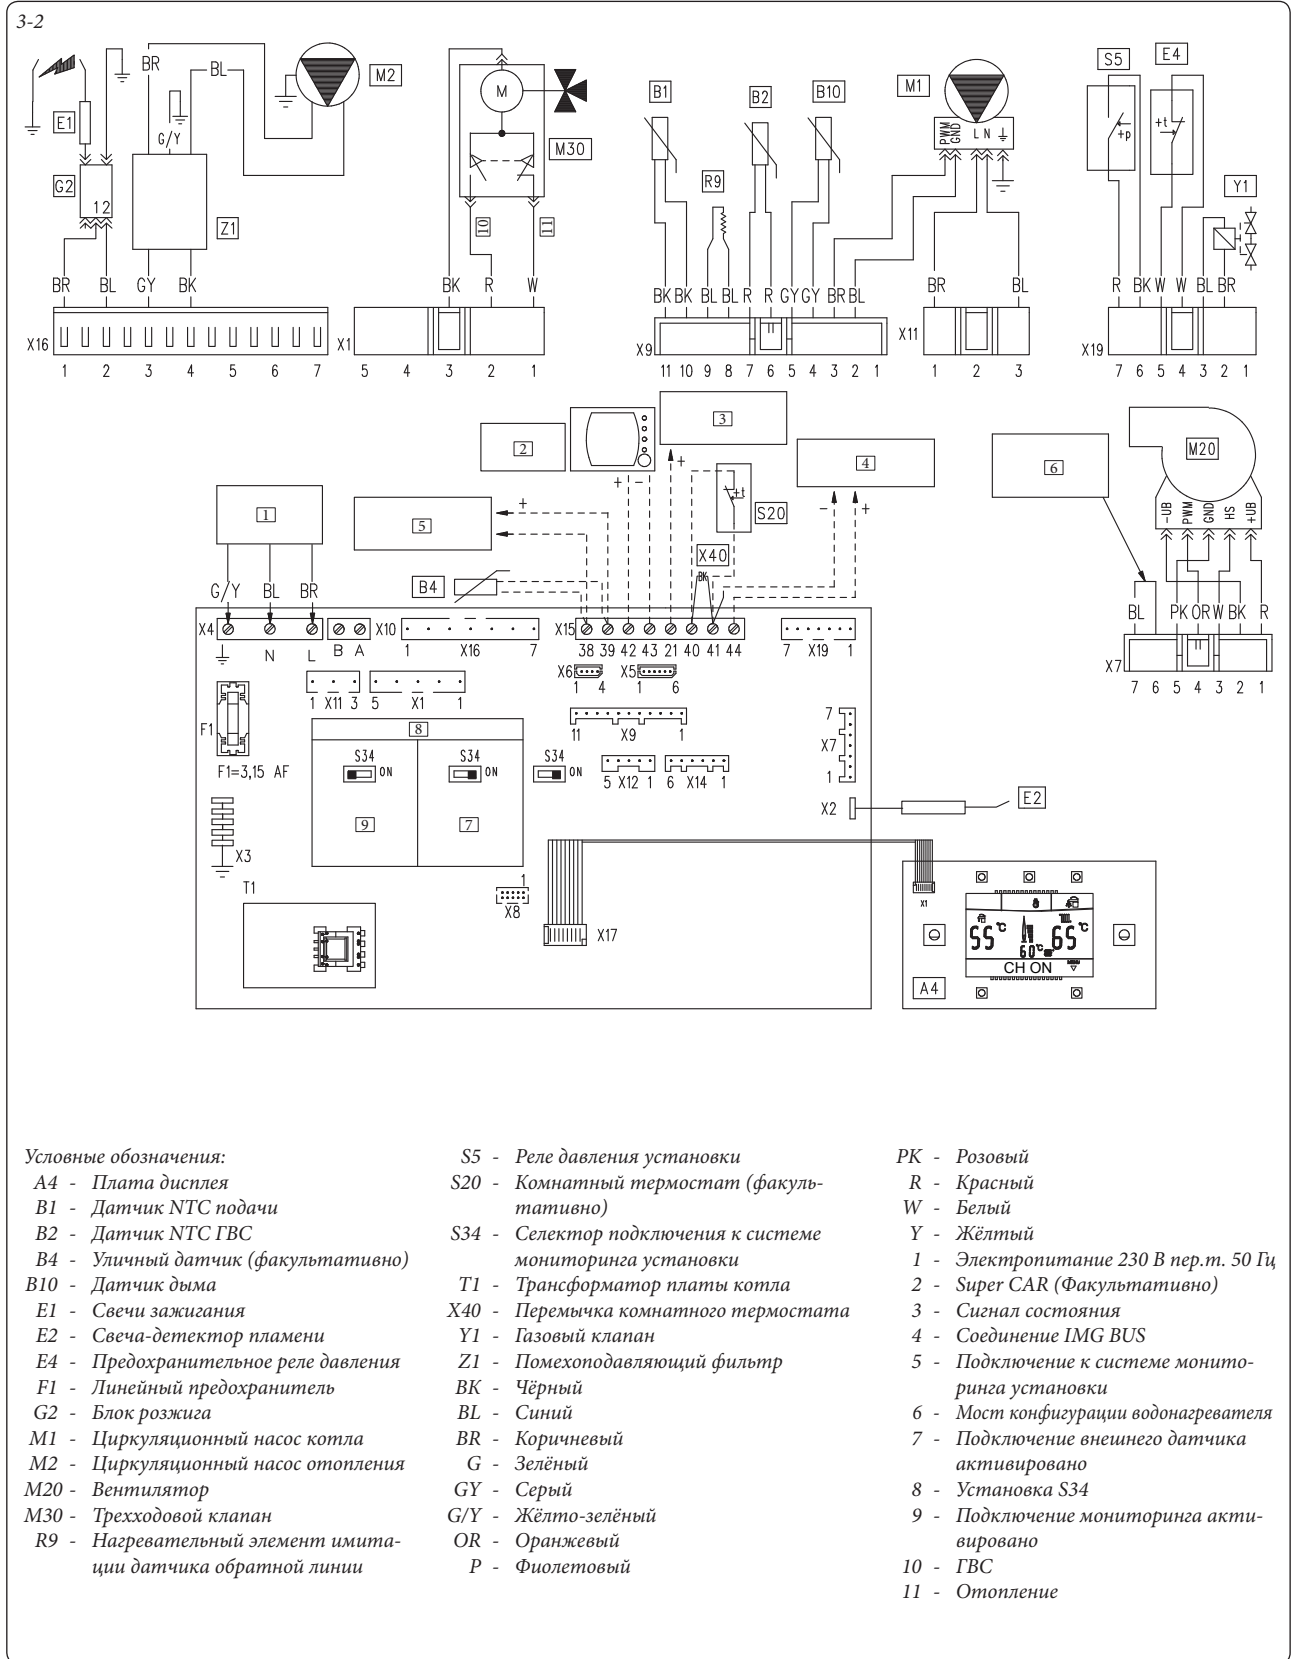 3-2
BR
BL
M2
E1
G/Y
G2
1 2
Z1
BR BL GY BK
X16
1 2 3 4 5 6 7
M
M30
10
11
BK R W
X1
5 4 3 2 1
B1
B2
B10
R9
BK BK BL BL R R GY GY BR BL
X9
11 10 9 8 7 6 5 4 3 2 1
M1
PWM
GND
L N
BR BL
X11
1 2 3
S5
E4
+p
+t
Y1
R BK W W BL BR
X19
7 6 5 4 3 2 1
1
2
3
4
5
6
+
+ -
+
- +
+t
S20
X40
BK
B4
M20
-UB
PWM
GND
HS
+UB
BL PK OR W BK R
X7
7 6 5 4 3 2 1
G/Y BL BR
X4
N L B A
X10
1 X16 7
X15
38 39 42 43 21 40 41 44
7 X19 1
X6
1 4
X5
1 6
1 X11 3
5 X1 1
11 X9 1
7
X7
1
F1
F1=3,15 AF
8
S34
ON
S34
ON
S34
ON
9
7
5 X12 1
6 X14 1
X2
E2
X3
T1
1
X8
X17
X1
55 °C
60 °C
65 °C
MENU
CH ON
A4
Условные обозначения:
A4 - Плата дисплея
B1 - Датчик NTC подачи
B2 - Датчик NTC ГВС
B4 - Уличный датчик (факультативно)
B10 - Датчик дыма
E1 - Свечи зажигания
E2 - Свеча-детектор пламени
E4 - Предохранительное реле давления
F1 - Линейный предохранитель
G2 - Блок розжига
M1 - Циркуляционный насос котла
M2 - Циркуляционный насос отопления
M20 - Вентилятор
M30 - Трехходовой клапан
R9 - Нагревательный элемент имита-
ции датчика обратной линии
S5 - Реле давления установки
S20 - Комнатный термостат (факуль-
тативно)
S34 - Селектор подключения к системе
мониторинга установки
T1 - Трансформатор платы котла
X40 - Перемычка комнатного термостата
Y1 - Газовый клапан
Z1 - Помехоподавляющий фильтр
BK - Чёрный
BL - Синий
BR - Коричневый
G - Зелёный
GY - Серый
G/Y - Жёлто-зелёный
OR - Оранжевый
P - Фиолетовый
PK - Розовый
R - Красный
W - Белый
Y - Жёлтый
1 - Электропитание 230 В пер.т. 50 Гц
2 - Super CAR (Факультативно)
3 - Сигнал состояния
4 - Соединение IMG BUS
5 - Подключение к системе монито-
ринга установки
6 - Мост конфигурации водонагревателя
7 - Подключение внешнего датчика
активировано
8 - Установка S34
9 - Подключение мониторинга акти-
вировано
10 - ГВС
11 - Отопление